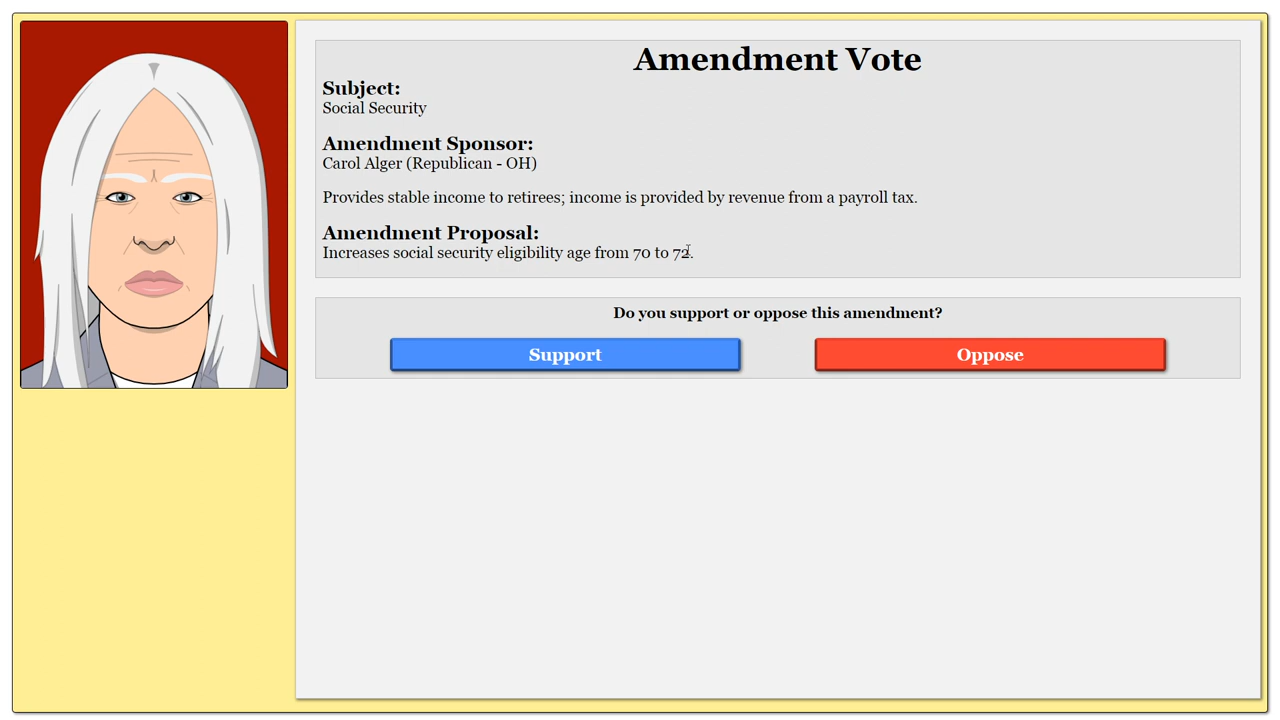 Amendment Vote
Subject:
Social Security
Amendment Sponsor:
Carol Alger (Republican - OH)
Provides stable income to retirees; income is provided by revenue from a payroll tax.
Amendment Proposal:
Increases social security eligibility age from 70 to 72.
Do you support or oppose this amendment?
Support
Oppose